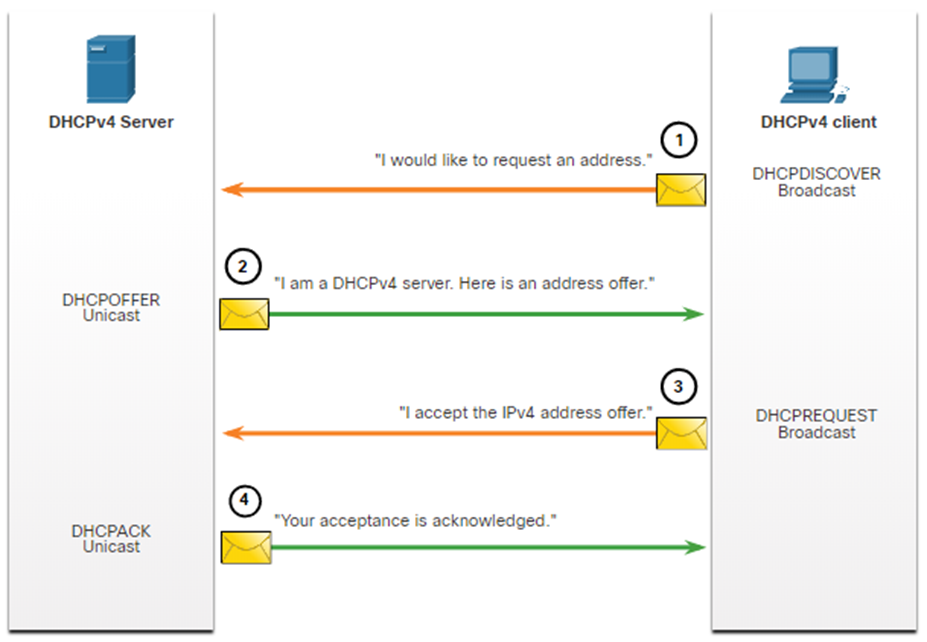 DHCPv4 Server
DHCPv4 client
1
"I would like to request an address."
DHCPDISCOVER
Broadcast
2
"I am a DHCPv4 server. Here is an address offer."
DHCPOFFER
Unicast
3
"I accept the IPv4 address offer."
DHCPREQUEST
Broadcast
4
"Your acceptance is acknowledged."
DHCPACK
Unicast